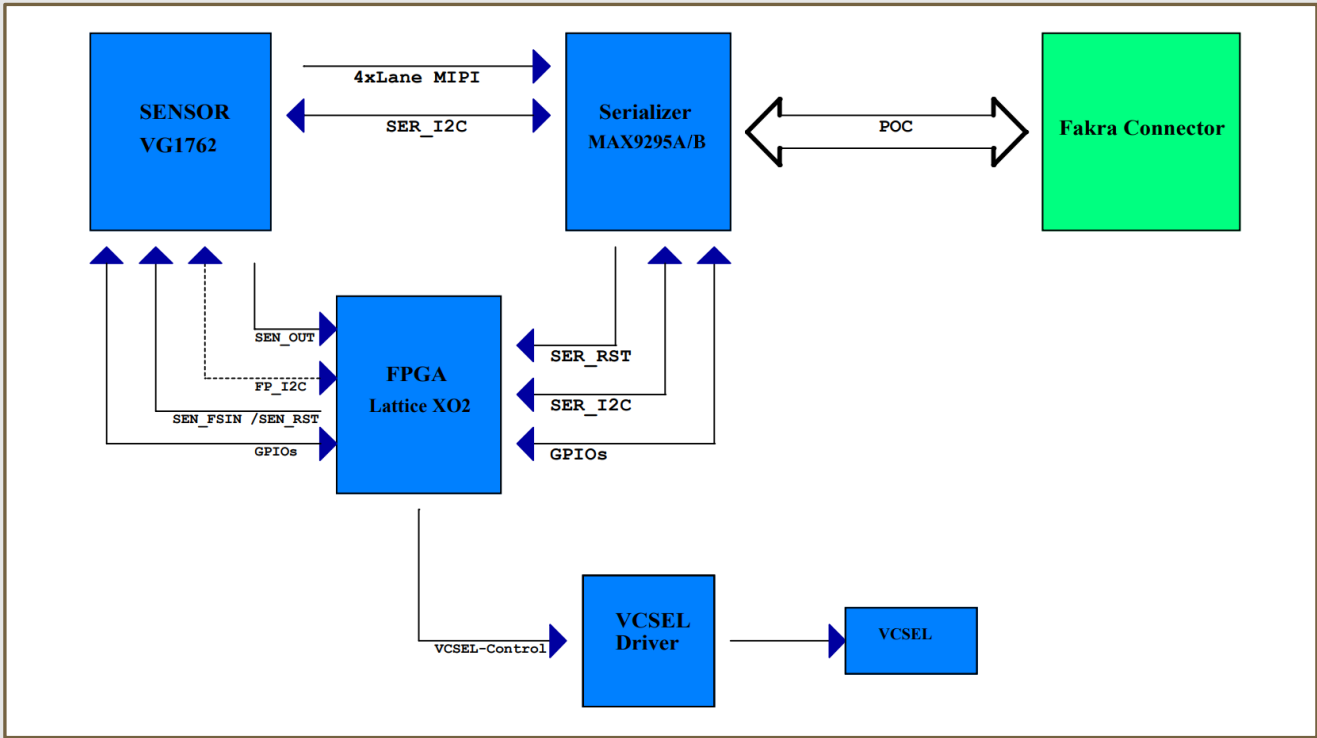 SENSOR
VG1762
4xLane MIPI
SER_I2C
Serializer
MAX9295A/B
POC
Fakra Connector
SEN_OUT
FP_I2C
SEN_FSIN /SEN_RST
GPIOs
FPGA
Lattice XO2
SER_RST
SER_I2C
GPIOs
VCSEL-Control
VCSEL
Driver
VCSEL